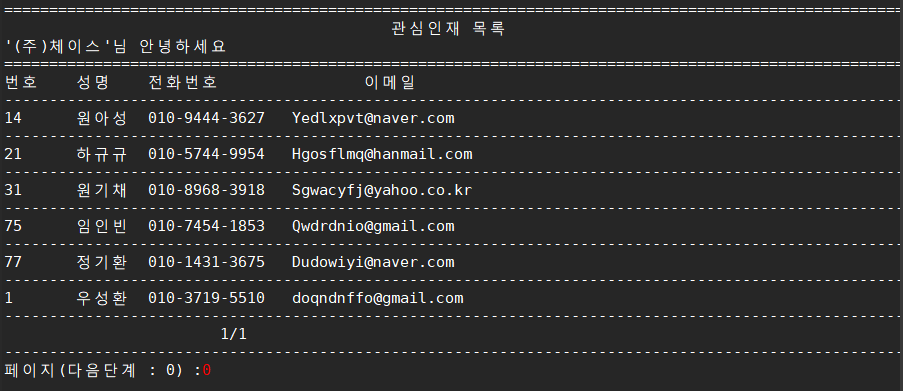 관심인재 목록
'(주)체이스'님 안녕하세요
번호 성명 전화번호 이메일
14 원아성 010-9444-3627 Yedlxpvt@naver.com
21 하규규 010-5744-9954 Hgosflmq@hanmail.com
31 원기채 010-8968-3918 Sgwacyfj@yahoo.co.kr
75 임인빈 010-7454-1853 Qwdrdnio@gmail.com
77 정기환 010-1431-3675 Dudowiyi@naver.com
1 우성환 010-3719-5510 doqndnffo@gmail.com
1/1
페이지(다음단계 : 0) :0